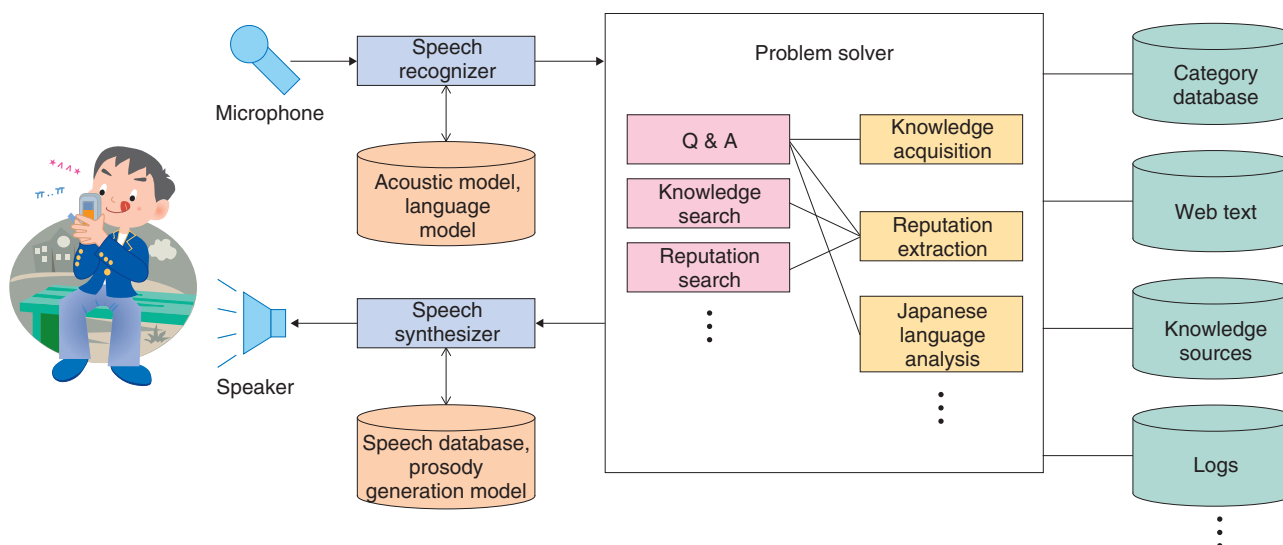 Microphone
Speech
recognizer
Acoustic model,
language
model
Problem solver
Q & A
Knowledge
search
Reputation
search
Knowledge
acquisition
Reputation
extraction
Japanese
language
analysis
Category
database
Web text
Knowledge
sources
Logs
*^^*
π..π
Speaker
Speech
synthesizer
Speech database,
prosody
generation model